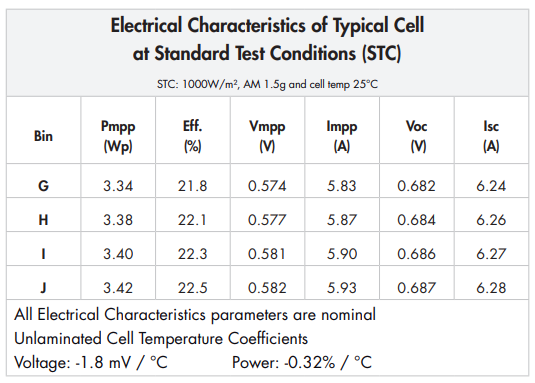 Electrical Characteristics of Typical Cell
at Standard Test Conditions (STC)
STC: 1000W/m², AM 1.5g and cell temp 25°C
Bin Pmpp (Wp) Eff. (%) Vmpp (V) Impp (A) Voc (V) Isc (A)
G 3.34 21.8 0.574 5.83 0.682 6.24
H 3.38 22.1 0.577 5.87 0.684 6.26
I 3.40 22.3 0.581 5.90 0.686 6.27
J 3.42 22.5 0.582 5.93 0.687 6.28
All Electrical Characteristics parameters are nominal
Unlaminated Cell Temperature Coefficients
Voltage: -1.8 mV / °C Power: -0.32% / °C